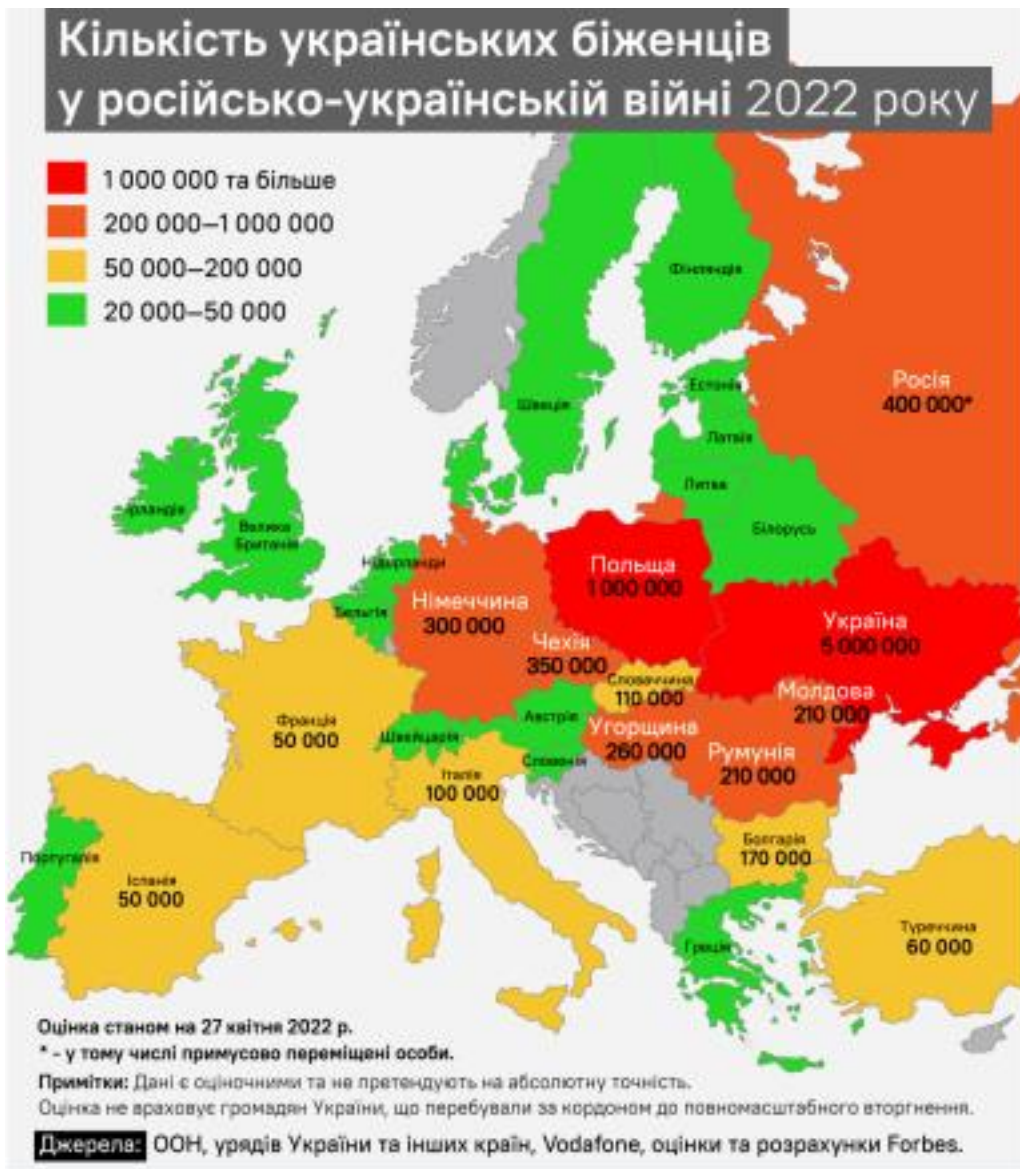 Кількість українських біженців
у російсько-українській війні 2022 року
1 000 000 та більше
200 000–1 000 000
50 000–200 000
20 000–50 000
Фінляндія
Росія
400 000*
Естонія
Швеція
Латвія
Литва
Ірландія
Велика
Британія
Білорусь
Нідерланди
Польща
1 000 000
Бельгія
Німеччина
300 000
Україна
5 000 000
Чехія
350 000
Словаччина
110 000
Молдова
210 000
Франція
50 000
Австрія
Швейцарія
Угорщина
260 000
Словенія
Румунія
210 000
Італія
100 000
Болгарія
170 000
Португалія
Іспанія
50 000
Туреччина
60 000
Греція
Оцінка станом на 27 квітня 2022 р.
* - у тому числі примусово переміщені особи.
Примітки: Дані є оціночними та не претендують на абсолютну точність.
Оцінка не враховує громадян України, що перебували за кордоном до повномасштабного вторгнення.
Джерела: ООН, урядів України та інших країн, Vodafone, оцінки та розрахунки Forbes.